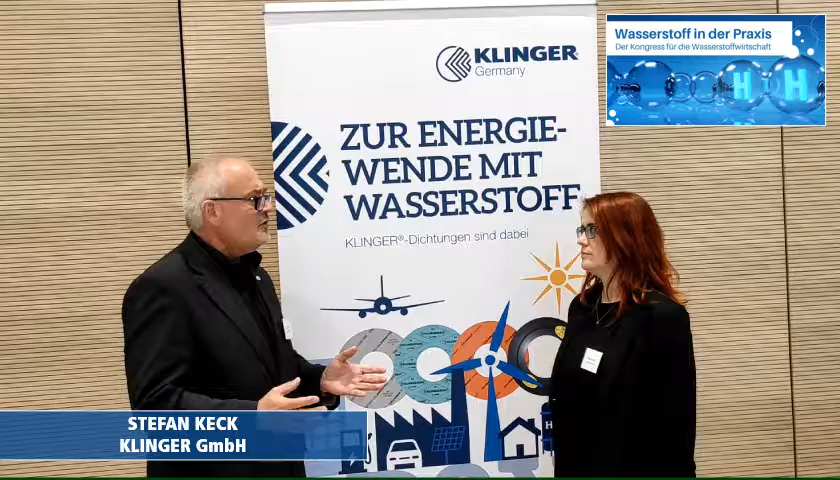 Wasserstoff in der Praxis
Der Kongress für die Wasserstoffwirtschaft
H H
KLINGER
Germany
ZUR ENERGIE-
WENDE MIT
WASSERSTOFF
KLINGER®-Dichtungen sind dabei
H
STEFAN KECK
KLINGER GmbH